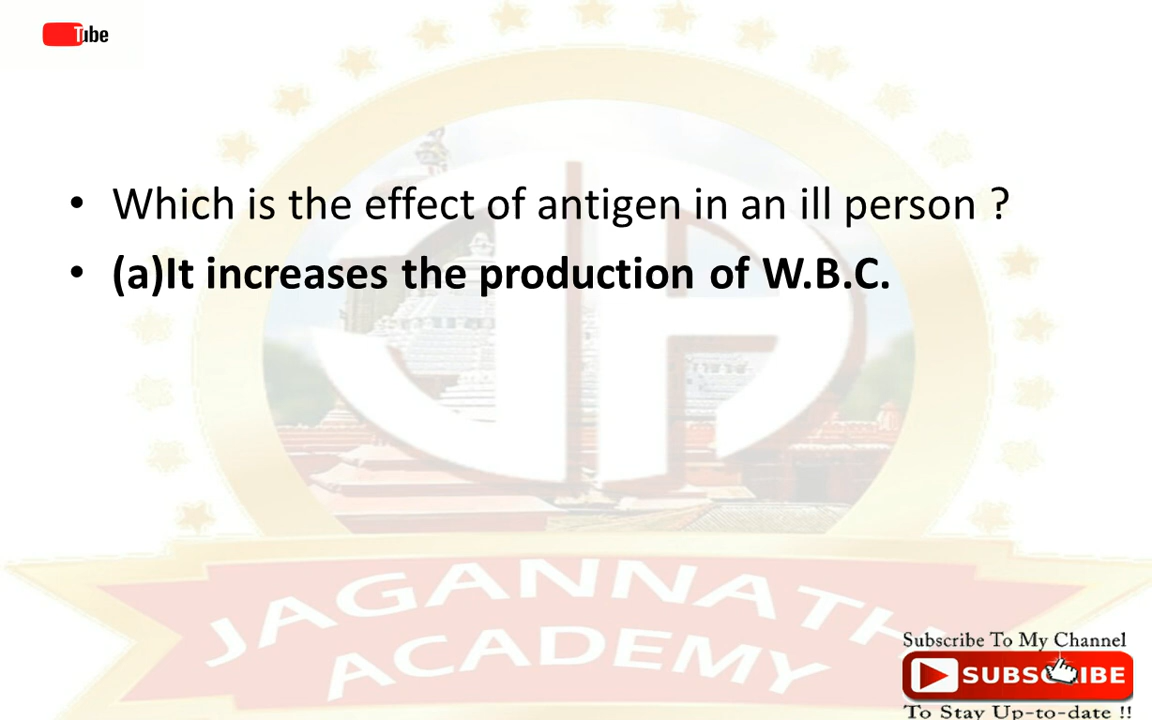 Tube
• Which is the effect of antigen in an ill person ?
• (a)It increases the production of W.B.C.
JAGANNATH
ACADEMY
Subscribe To My Channel
SUBSCRIBE
To Stay Up-to-date !!